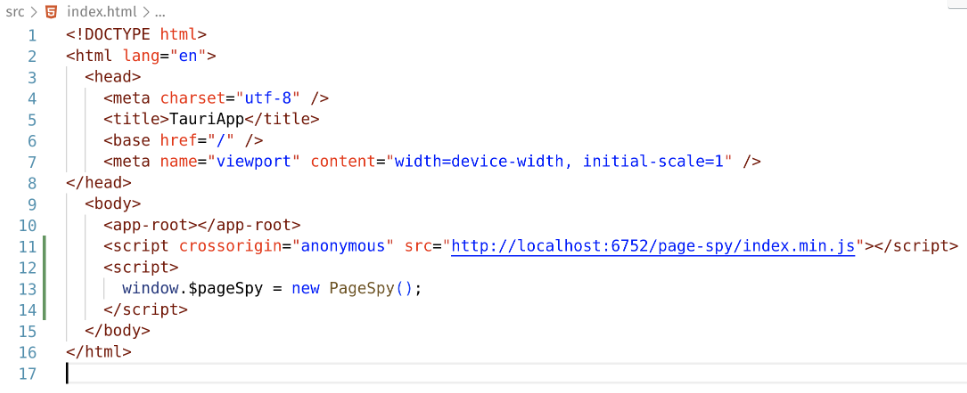 src > index.html > ...
1 <!DOCTYPE html>
2 <html lang="en">
3   <head>
4     <meta charset="utf-8" />
5     <title>TauriApp</title>
6     <base href="/" />
7     <meta name="viewport" content="width=device-width, initial-scale=1" />
8 </head>
9   <body>
10     <app-root></app-root>
11     <script crossorigin="anonymous" src="http://localhost:6752/page-spy/index.min.js"></script>
12     <script>
13       window.$pageSpy = new PageSpy();
14     </script>
15   </body>
16 </html>
17